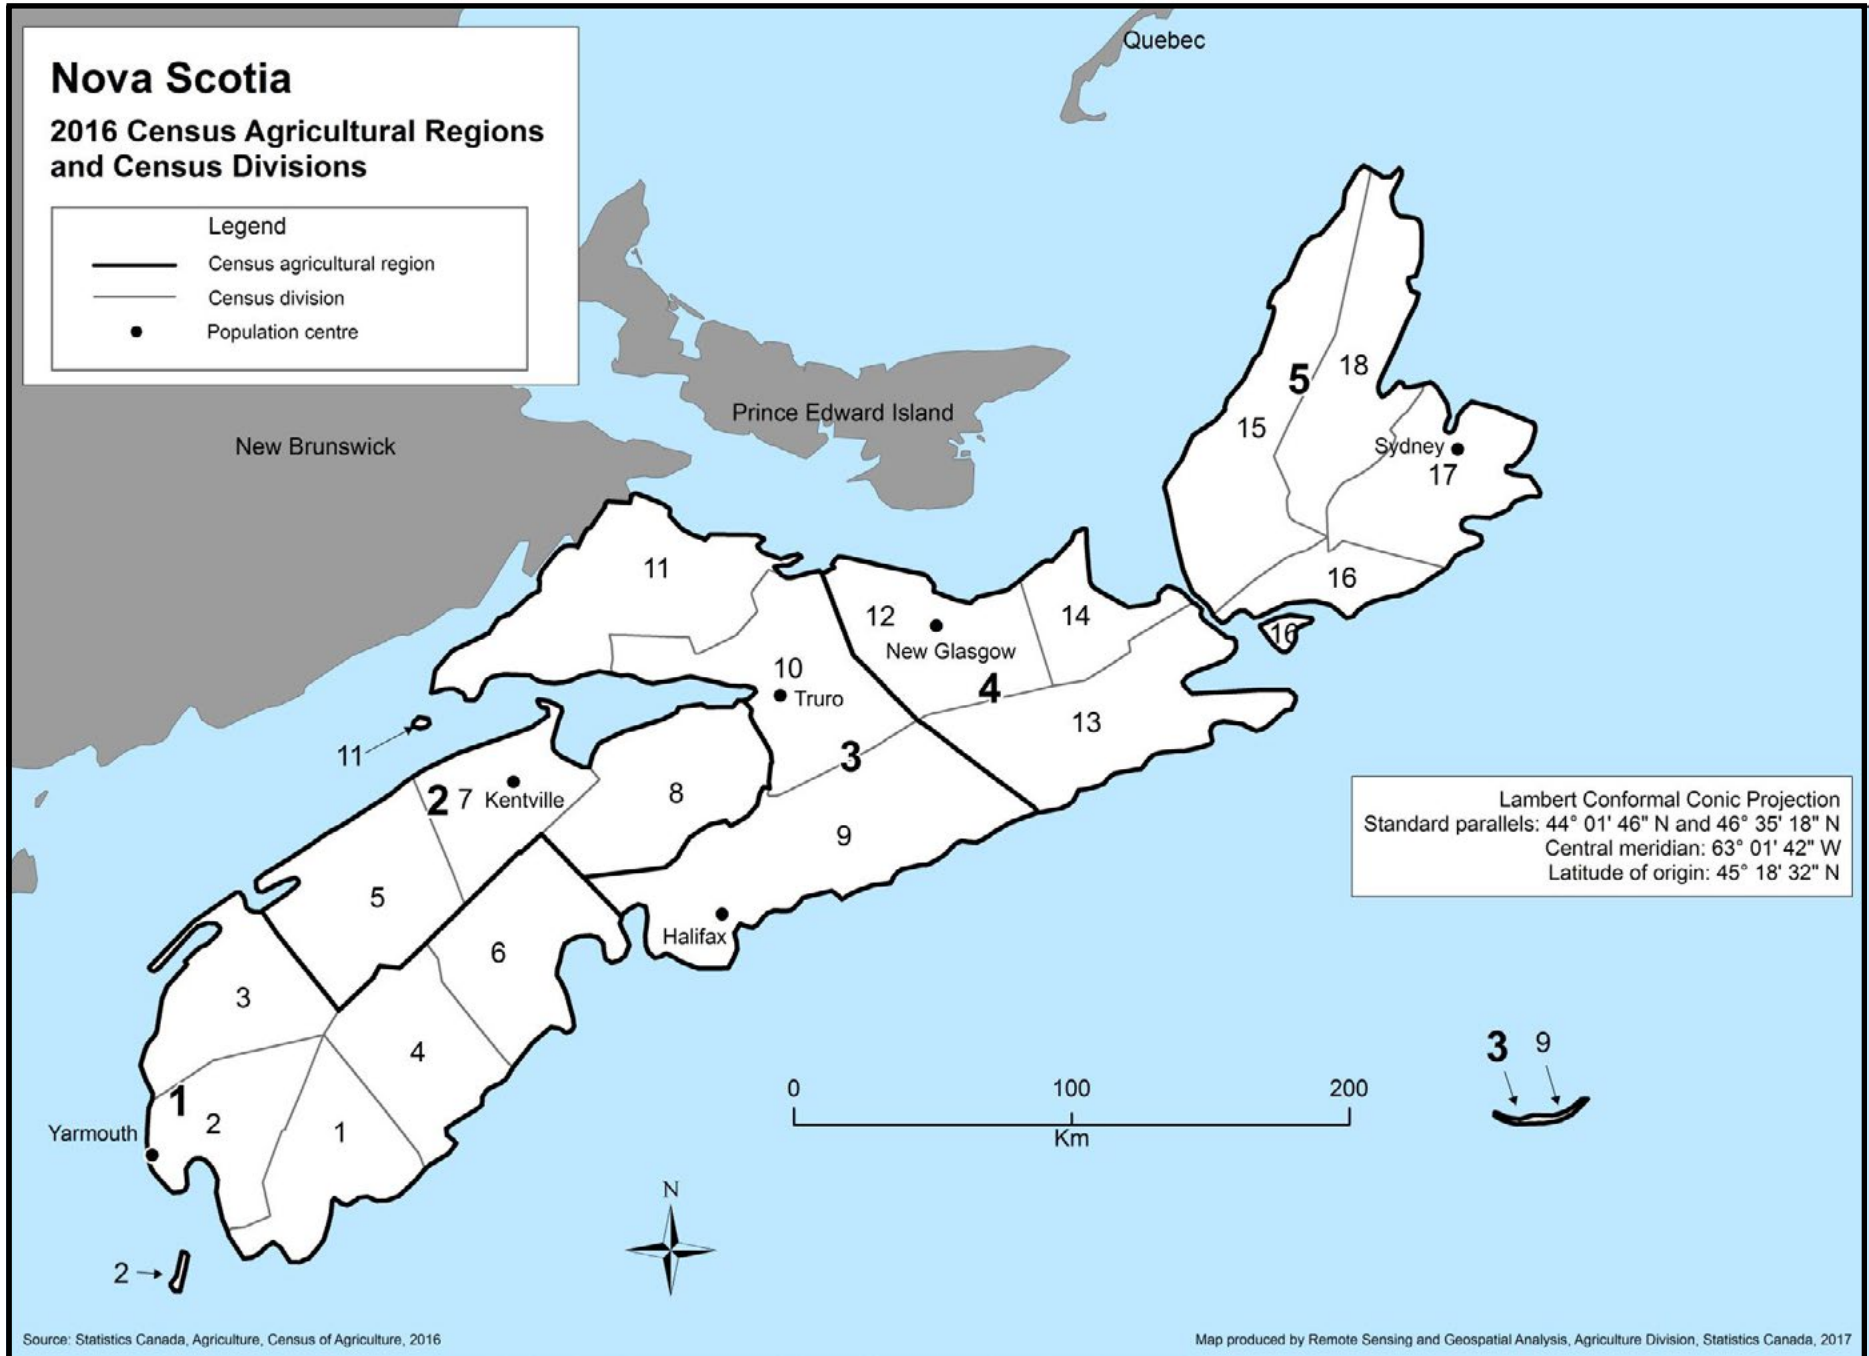 Nova Scotia
2016 Census Agricultural Regions
and Census Divisions
Legend
Census agricultural region
Census division
Population centre
Quebec
Prince Edward Island
New Brunswick
5
18
15
Sydney
17
16
16
11
12
14
New Glasgow
10
Truro
4
13
11
3
2
7
Kentville
8
9
5
6
Halifax
3
4
1
2
1
Yarmouth
2
Lambert Conformal Conic Projection
Standard parallels: 44° 01' 46" N and 46° 35' 18" N
Central meridian: 63° 01' 42" W
Latitude of origin: 45° 18' 32" N
3
9
0
100
200
Km
N
Source: Statistics Canada, Agriculture, Census of Agriculture, 2016
Map produced by Remote Sensing and Geospatial Analysis, Agriculture Division, Statistics Canada, 2017